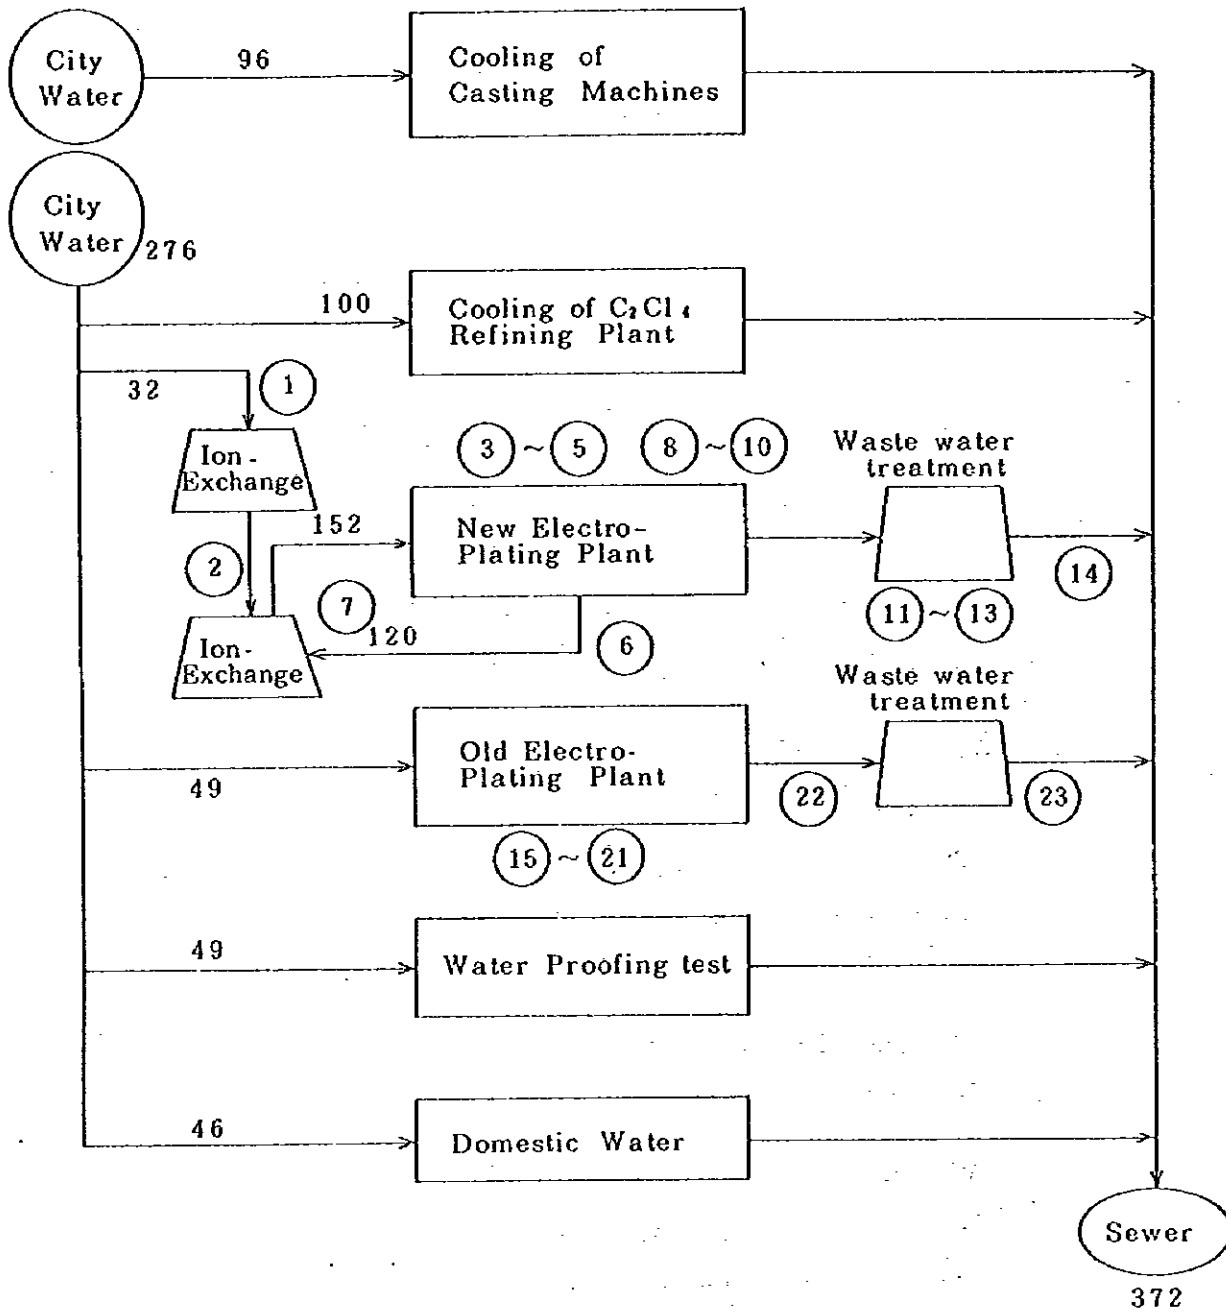 City
Water
96
Cooling of
Casting Machines
City
Water
276
100
Cooling of C₂Cl₄
Refining Plant
32
1
Ion-
Exchange
3 ~ 5
8 ~ 10
Waste water
treatment
152
New Electro-
Plating Plant
2
7
14
11 ~ 13
120
6
Ion-
Exchange
Waste water
treatment
Old Electro-
Plating Plant
49
22
23
15 ~ 21
49
Water Proofing test
46
Domestic Water
Sewer
372